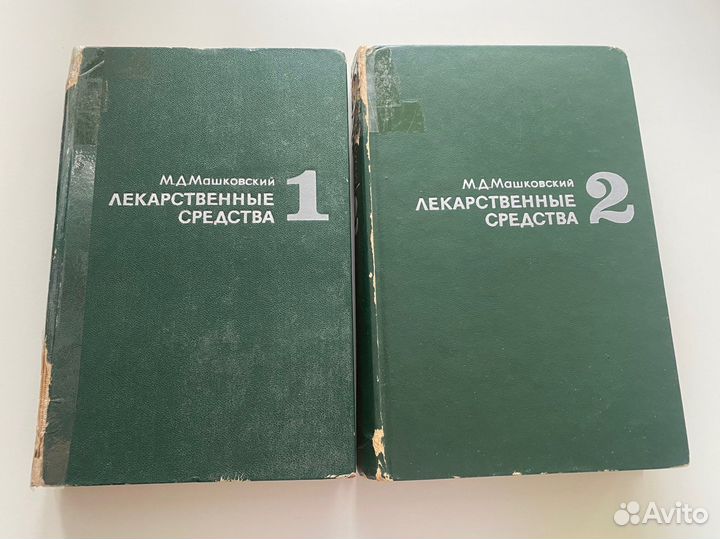 М.Д.Машковский
ЛЕКАРСТВЕННЫЕ
СРЕДСТВА
1
М.Д.Машковский
ЛЕКАРСТВЕННЫЕ
СРЕДСТВА
2
Avito